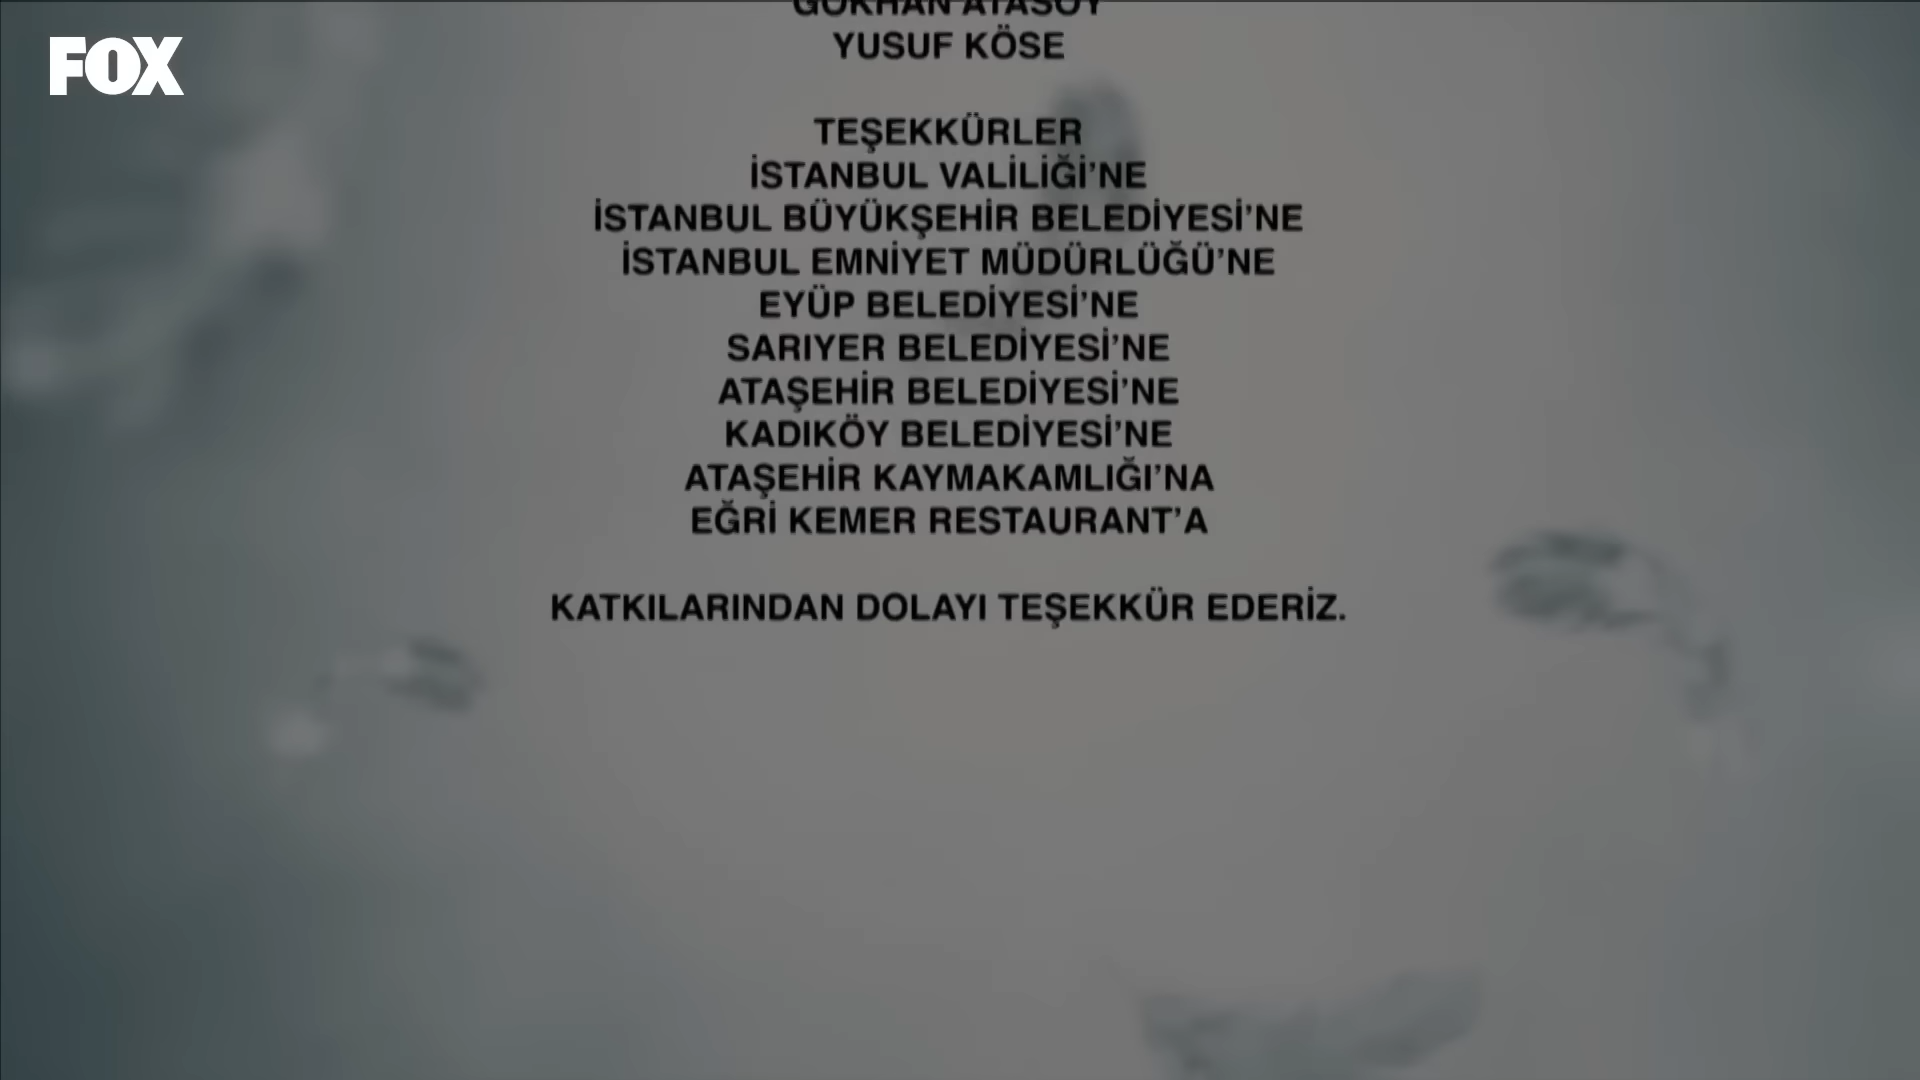 FOX
GÖKHAN ATASOY
YUSUF KÖSE
TEŞEKKÜRLER
İSTANBUL VALİLİĞİ’NE
İSTANBUL BÜYÜKŞEHİR BELEDİYESİ’NE
İSTANBUL EMNİYET MÜDÜRLÜĞÜ’NE
EYÜP BELEDİYESİ’NE
SARIYER BELEDİYESİ’NE
ATAŞEHİR BELEDİYESİ’NE
KADIKÖY BELEDİYESİ’NE
ATAŞEHİR KAYMAKAMLIĞI’NA
EĞRİ KEMER RESTAURANT’A
KATKILARINDAN DOLAYI TEŞEKKÜR EDERİZ.